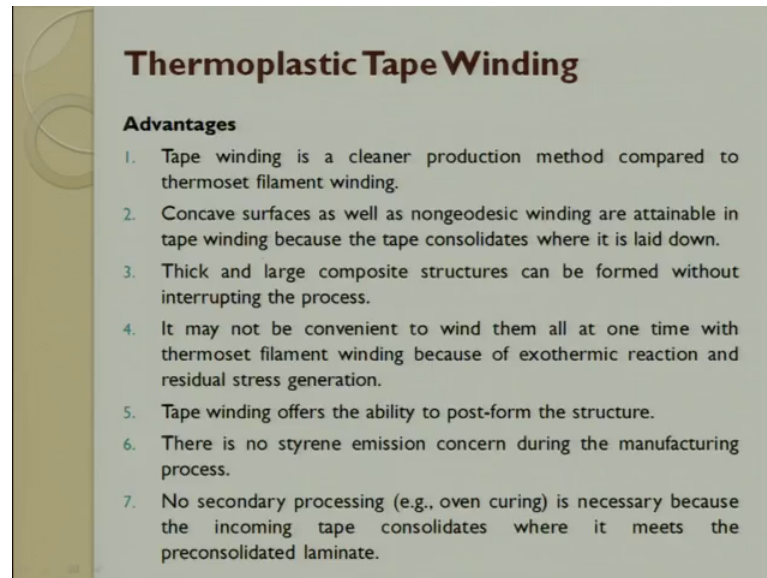 Thermoplastic Tape Winding
Advantages
1. Tape winding is a cleaner production method compared to
thermoset filament winding.
2. Concave surfaces as well as nongeodesic winding are attainable in
tape winding because the tape consolidates where it is laid down.
3. Thick and large composite structures can be formed without
interrupting the process.
4. It may not be convenient to wind them all at one time with
thermoset filament winding because of exothermic reaction and
residual stress generation.
5. Tape winding offers the ability to post-form the structure.
6. There is no styrene emission concern during the manufacturing
process.
7. No secondary processing (e.g., oven curing) is necessary because
the incoming tape consolidates where it meets the
preconsolidated laminate.